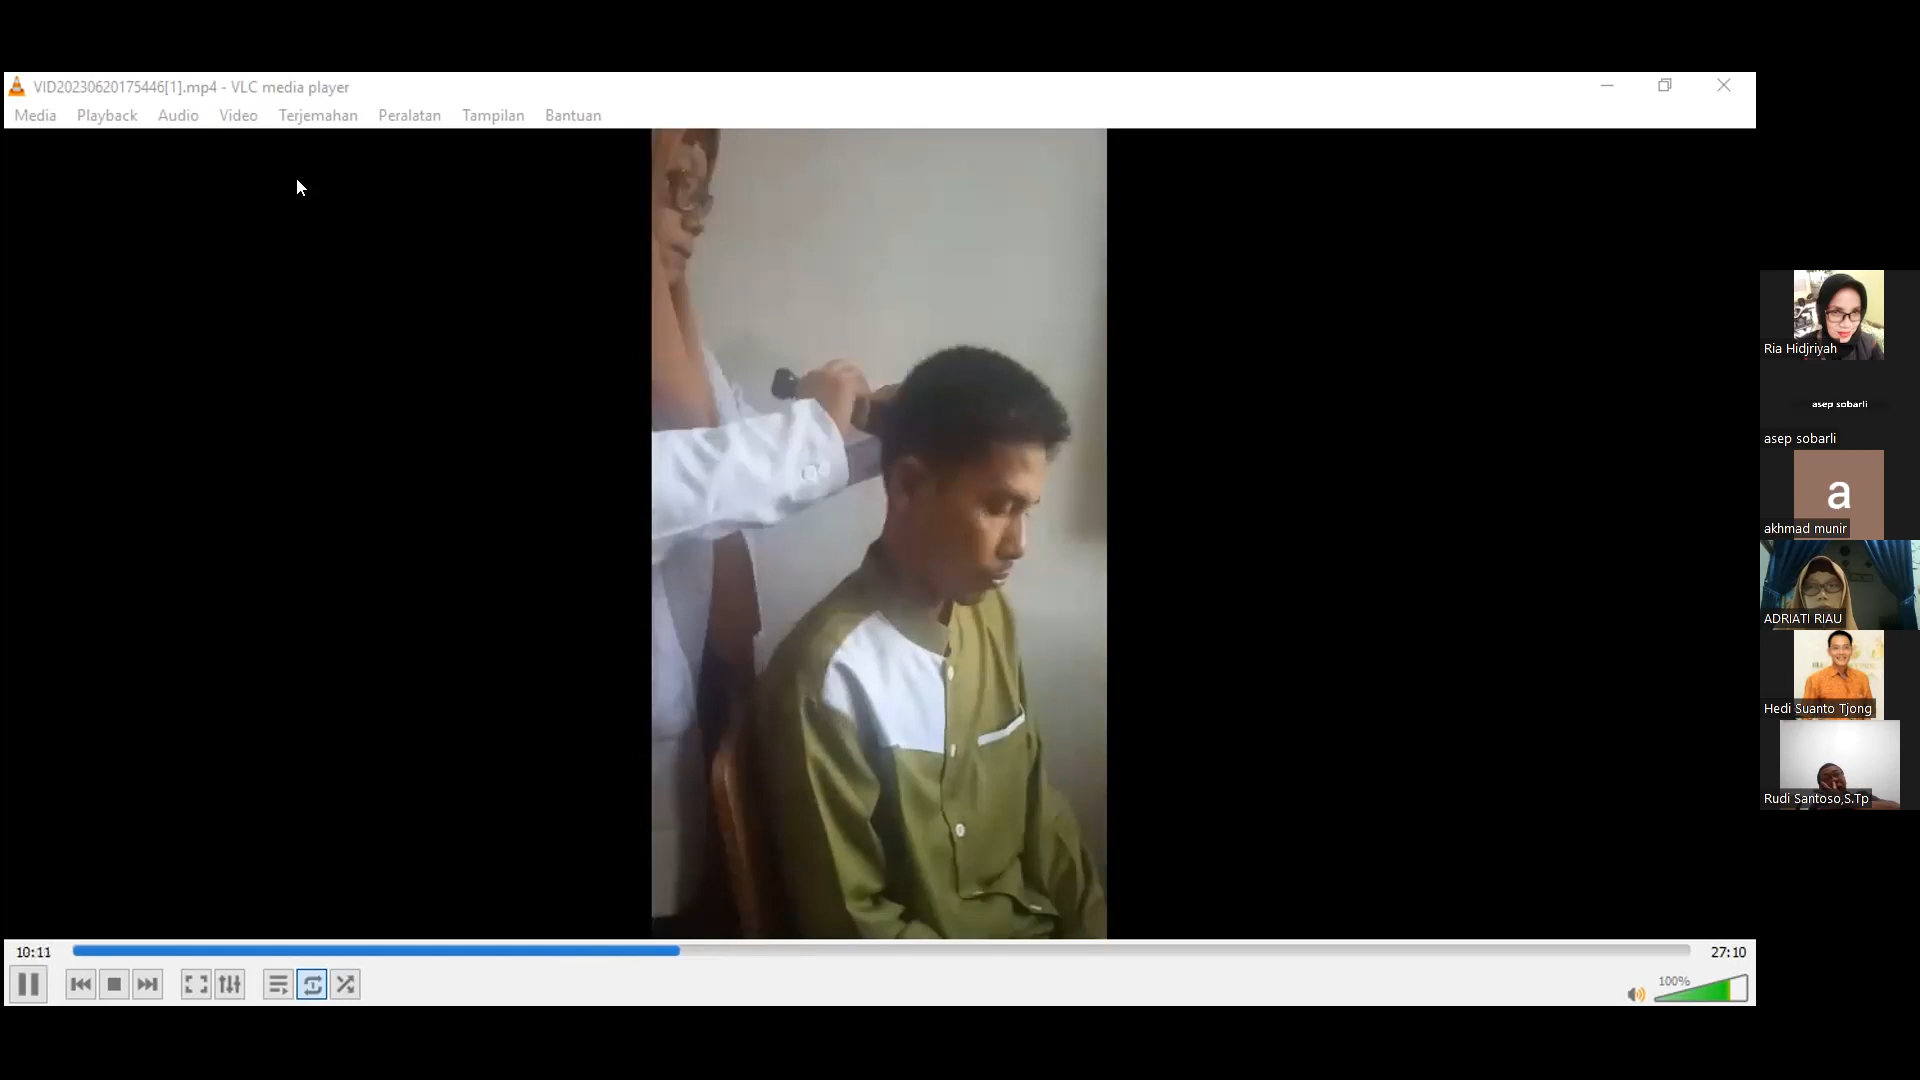 VID20230620175446[1].mp4 - VLC media player
Media Playback Audio Video Terjemahan Peralatan Tampilan Bantuan
Ria Hidjriyah
asep sobarli
asep sobarli
a
akhmad munir
ADRIATI RIAU
Hedi Suanto Tjong
Rudi Santoso,S.Tp
10:11
27:10
100%